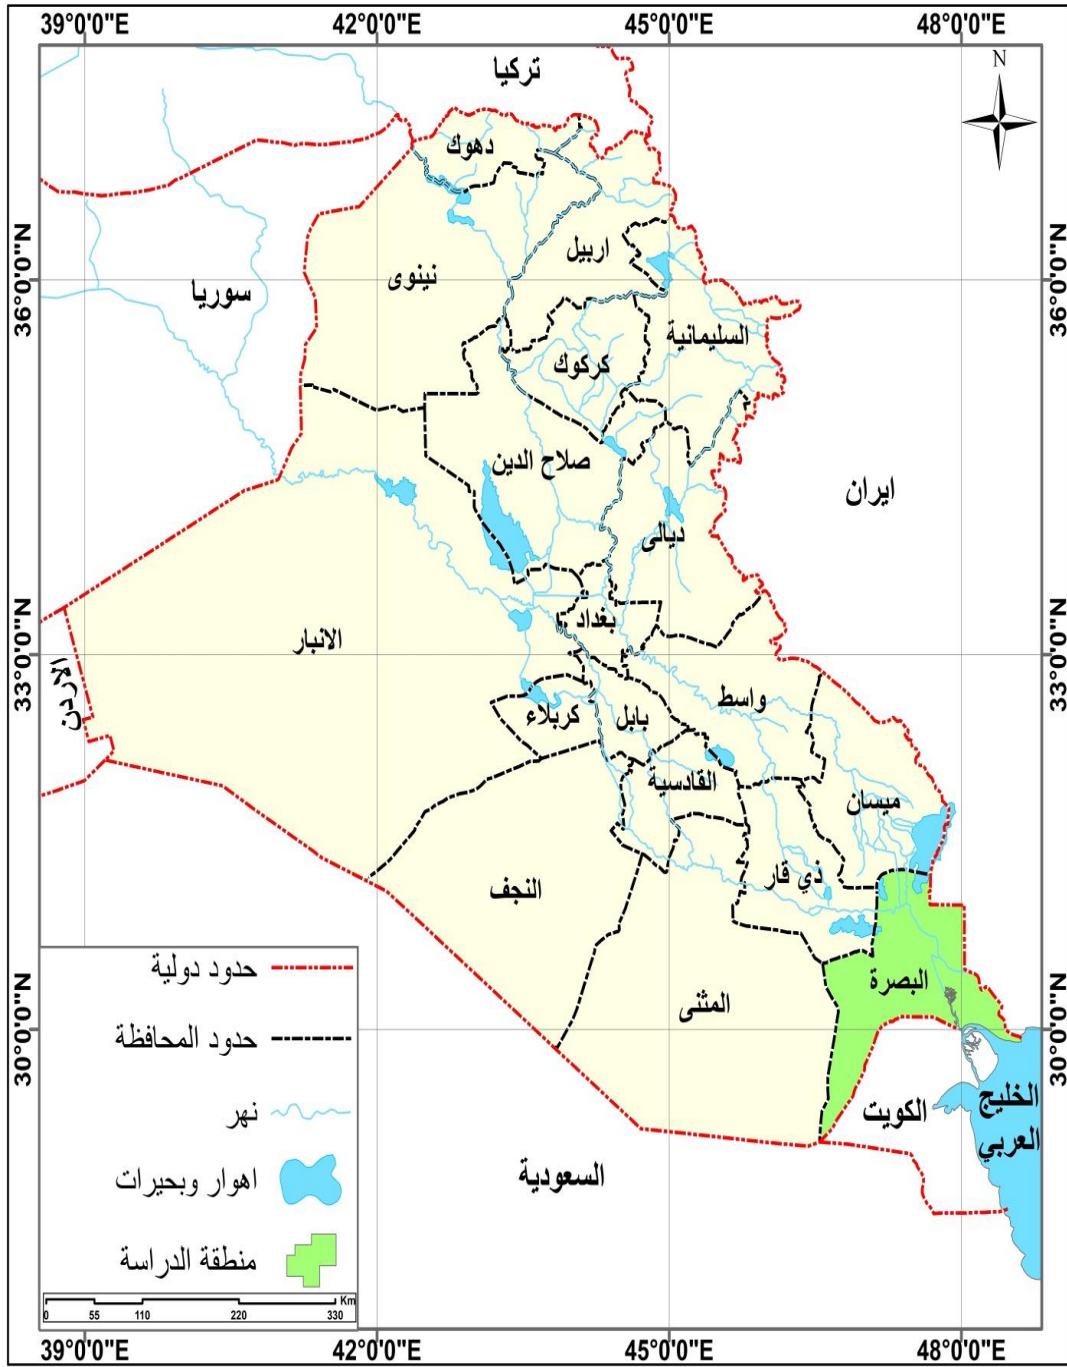 39°0'0"E 42°0'0"E 45°0'0"E 48°0'0"E
N
تركيا
دهوك
اربيل
نينوى
سوريا
36°0'0"N
36°0'0"N
السليمانية
كركوك
صلاح الدين
ايران
ديالى
بغداد
الانبار
33°0'0"N
33°0'0"N
الاردن
واسط
بابل
كربلاء
القادسية
ميسان
ذي قار
النجف
البصرة
المثنى
30°0'0"N
30°0'0"N
الكويت
الخليج
العربي
السعودية
حدود دولية
حدود المحافظة
نهر
اهوار وبحيرات
منطقة الدراسة
Km
0 55 110 220 330
39°0'0"E 42°0'0"E 45°0'0"E 48°0'0"E